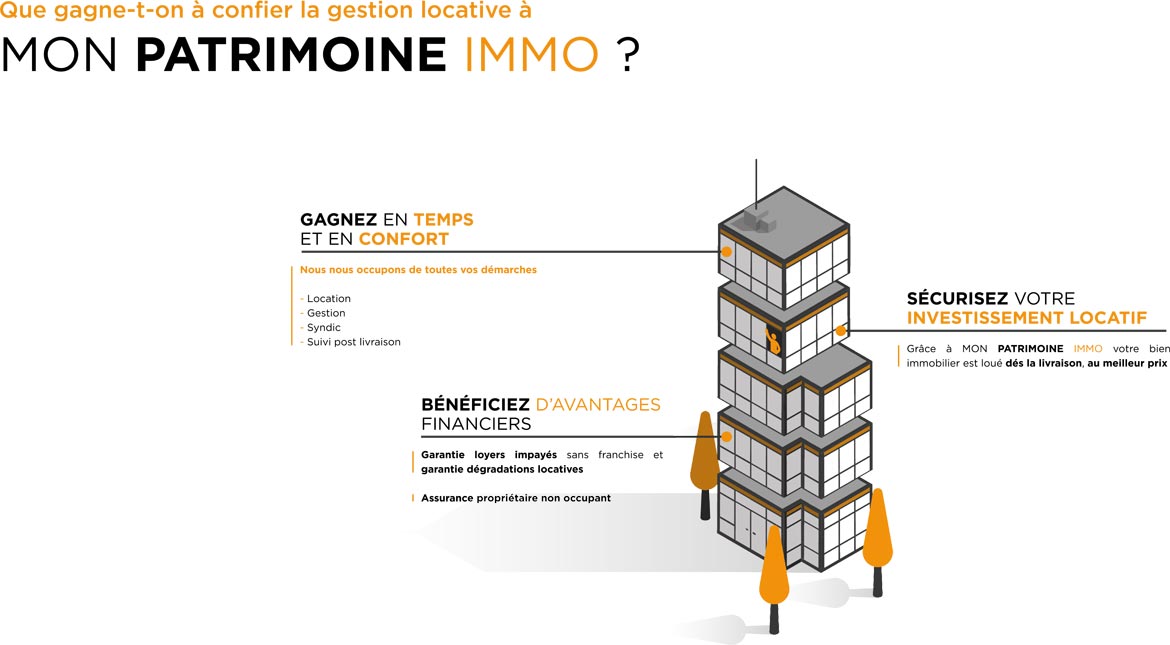 Que gagne-t-on à confier la gestion locative à
MON PATRIMOINE IMMO ?
GAGNEZ EN TEMPS
ET EN CONFORT
Nous nous occupons de toutes vos démarches
- Location
- Gestion
- Syndic
- Suivi post livraison
SÉCURISEZ VOTRE
INVESTISSEMENT LOCATIF
Grâce à MON PATRIMOINE IMMO votre bien
immobilier est loué dés la livraison, au meilleur prix
BÉNÉFICIEZ D'AVANTAGES
FINANCIERS
Garantie loyers impayés sans franchise et
garantie dégradations locatives
Assurance propriétaire non occupant